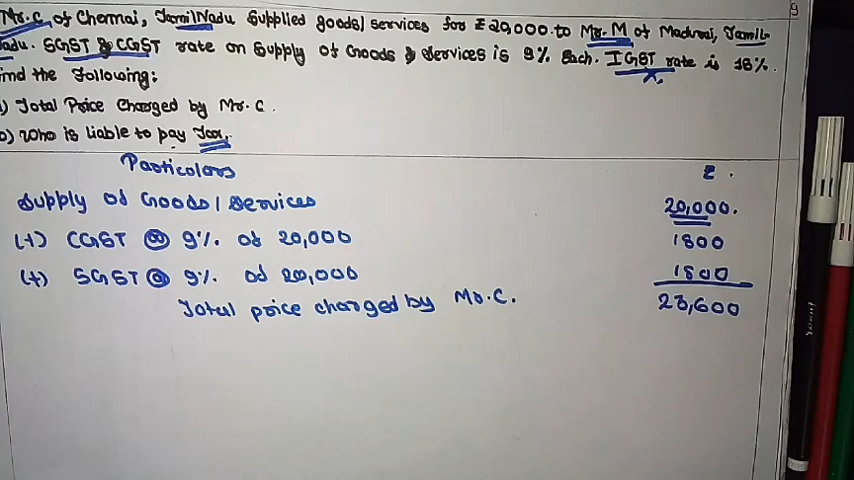 9
Mr. C of Chennai, TamilNadu Supplied goods/services for ₹20,000 to Mr. M of Madurai, Tamil-
Nadu. SGST & CGST rate on Supply of Goods & Services is 9% Each. IGST rate is 18%.
ind the Following:
) Total Price Charged by Mr. C.
b) Who is liable to pay Tax.
Particulars ₹.
Supply of Goods/Services 20,000.
(+) CGST @ 9% of 20,000 1800
(+) SGST @ 9% of 20,000 1800
Total price charged by Mr. C. 23,600